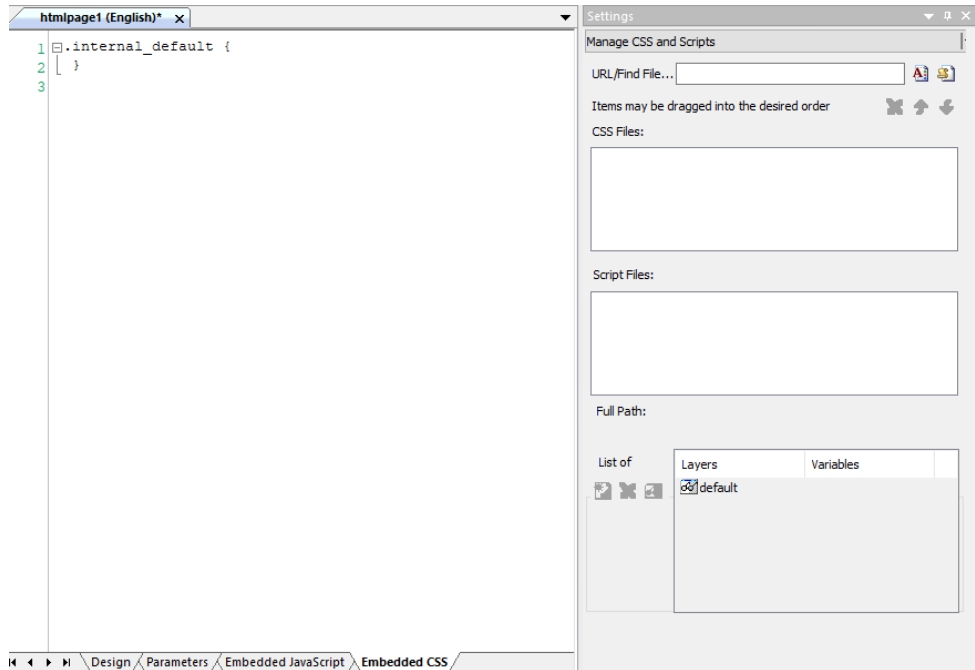 htmlpage1 (English)* x
1 .internal_default {
2 }
3
Design Parameters Embedded JavaScript Embedded CSS
Settings
Manage CSS and Scripts
URL/Find File...
Items may be dragged into the desired order
CSS Files:
Script Files:
Full Path:
List of
Layers Variables
default